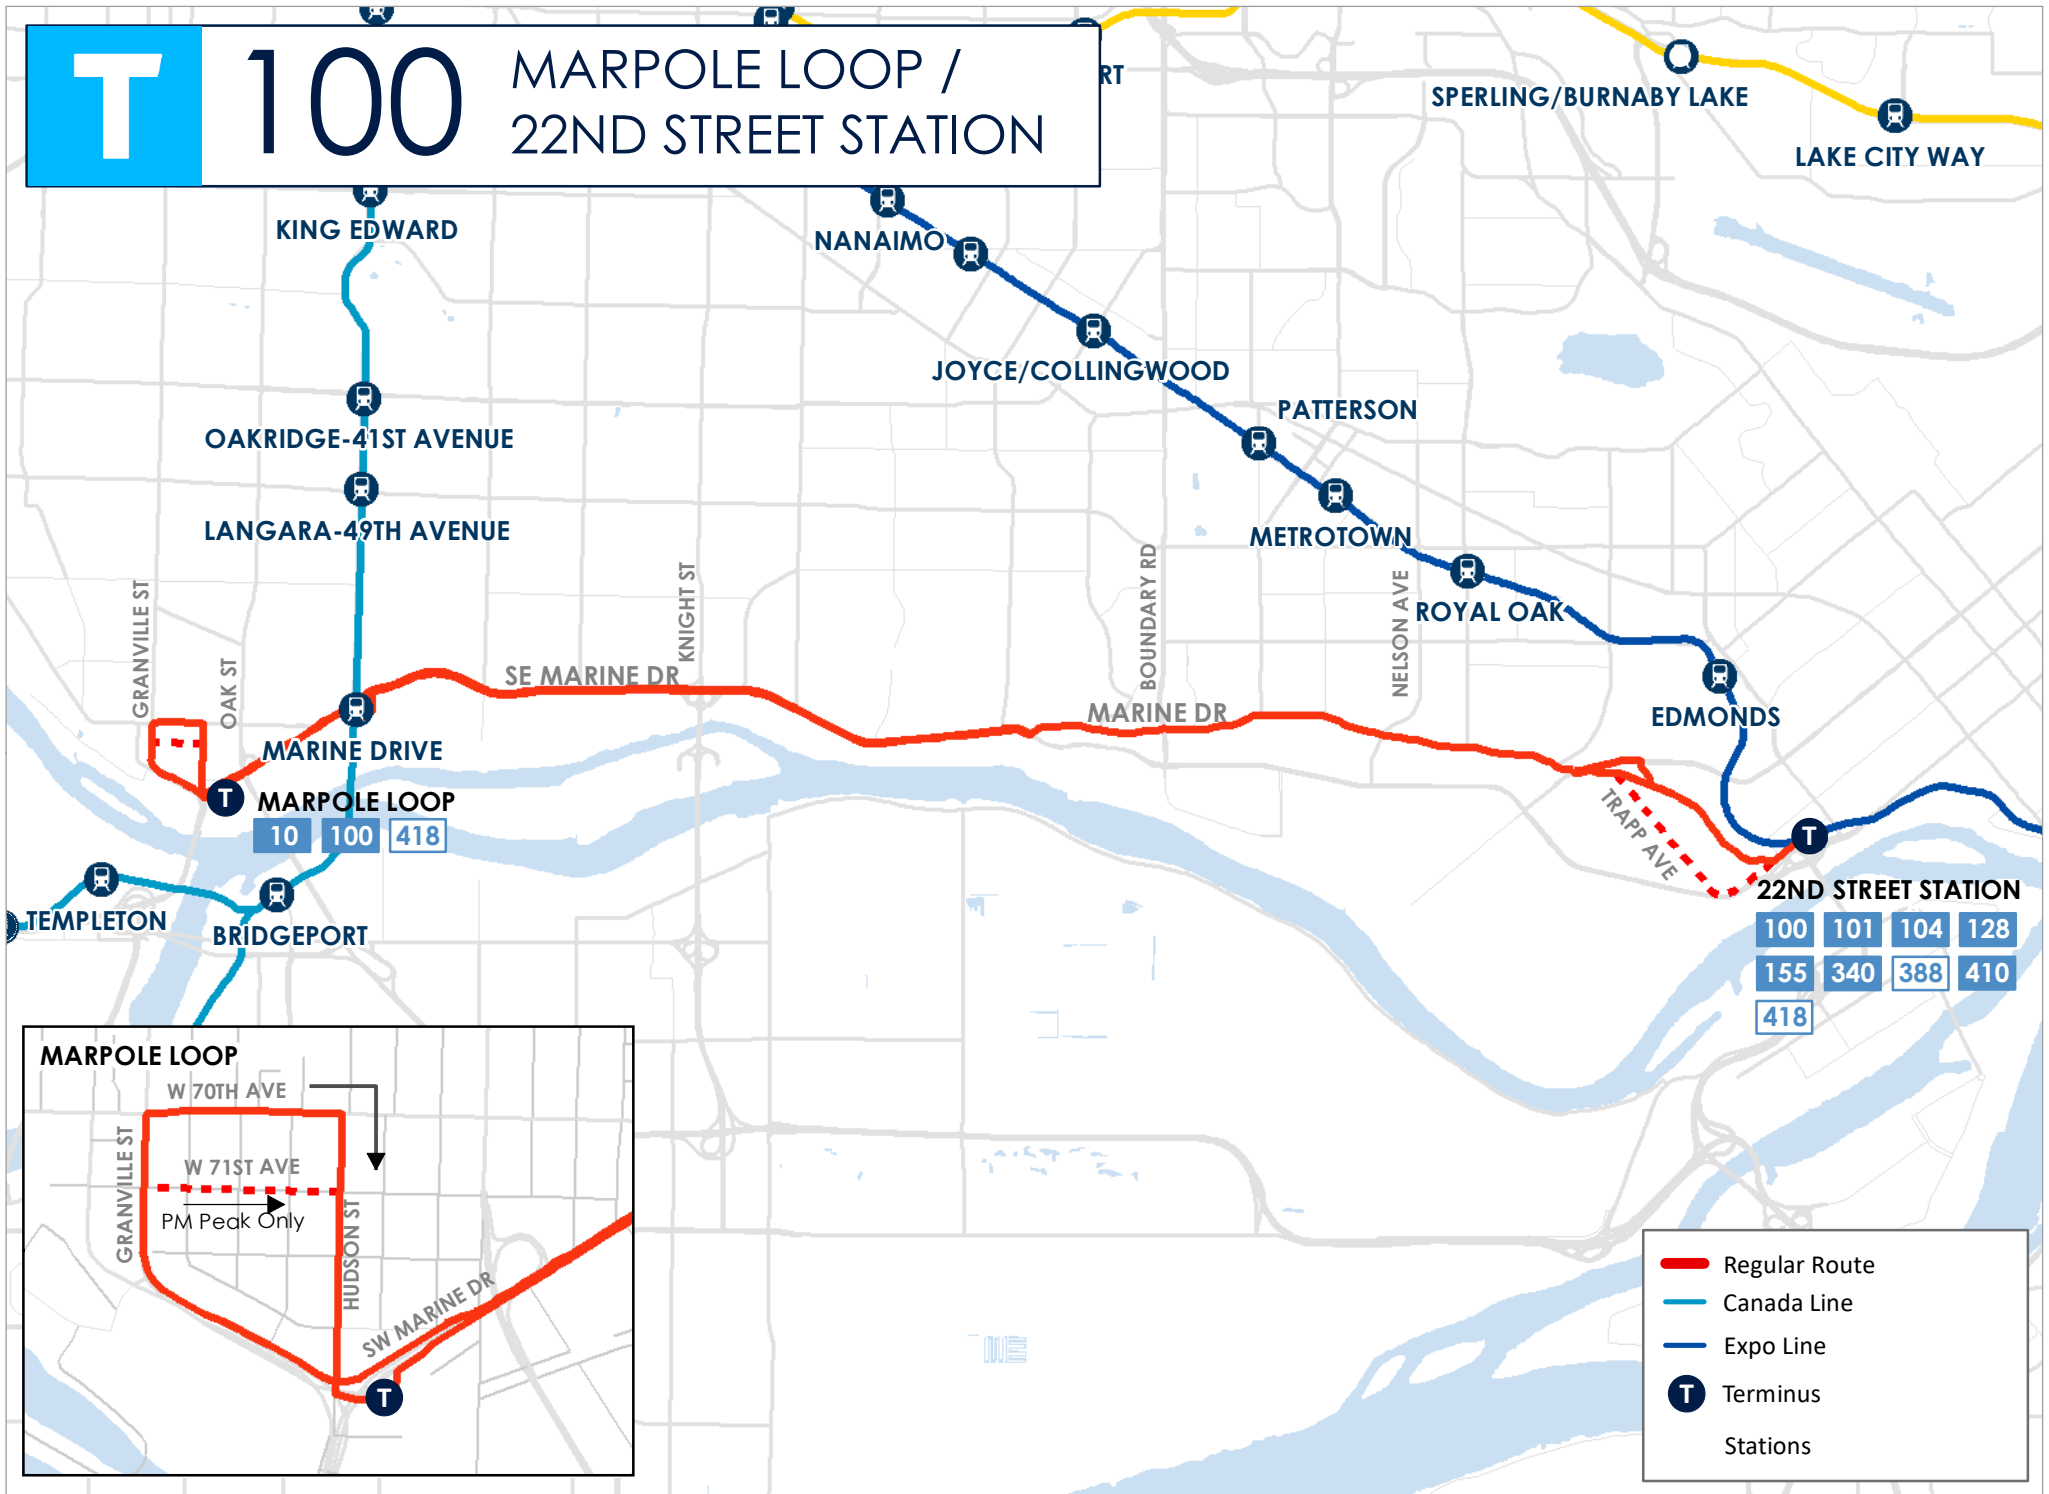 T
100
MARPOLE LOOP /
22ND STREET STATION
RT
SPERLING/BURNABY LAKE
LAKE CITY WAY
KING EDWARD
NANAIMO
JOYCE/COLLINGWOOD
PATTERSON
OAKRIDGE-41ST AVENUE
LANGARA-49TH AVENUE
METROTOWN
ROYAL OAK
GRANVILLE ST
OAK ST
KNIGHT ST
BOUNDARY RD
NELSON AVE
SE MARINE DR
MARINE DR
EDMONDS
MARINE DRIVE
T
MARPOLE LOOP
10 100 418
TRAPP AVE
T
22ND STREET STATION
100 101 104 128
155 340 388 410
418
TEMPLETON
BRIDGEPORT
MARPOLE LOOP
W 70TH AVE
GRANVILLE ST
W 71ST AVE
PM Peak Only
HUDSON ST
SW MARINE DR
T
Regular Route
Canada Line
Expo Line
T Terminus
Stations